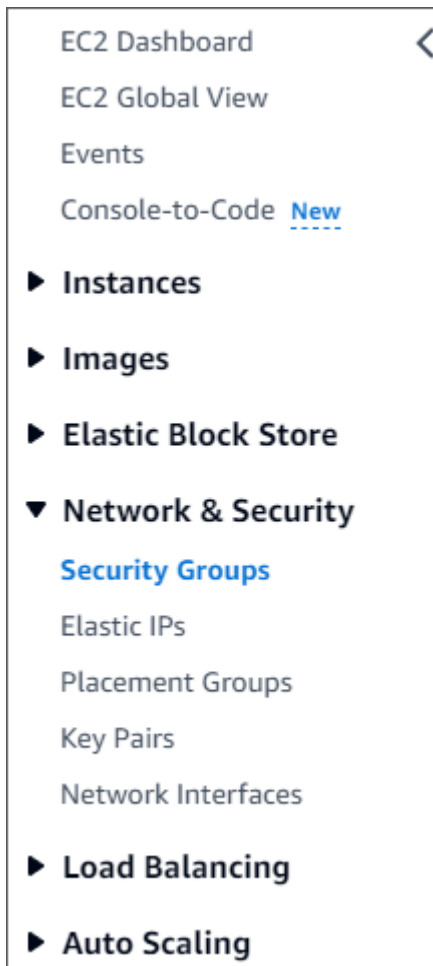 EC2 Dashboard
EC2 Global View
Events
Console-to-Code New
Instances
Images
Elastic Block Store
Network & Security
Security Groups
Elastic IPs
Placement Groups
Key Pairs
Network Interfaces
Load Balancing
Auto Scaling